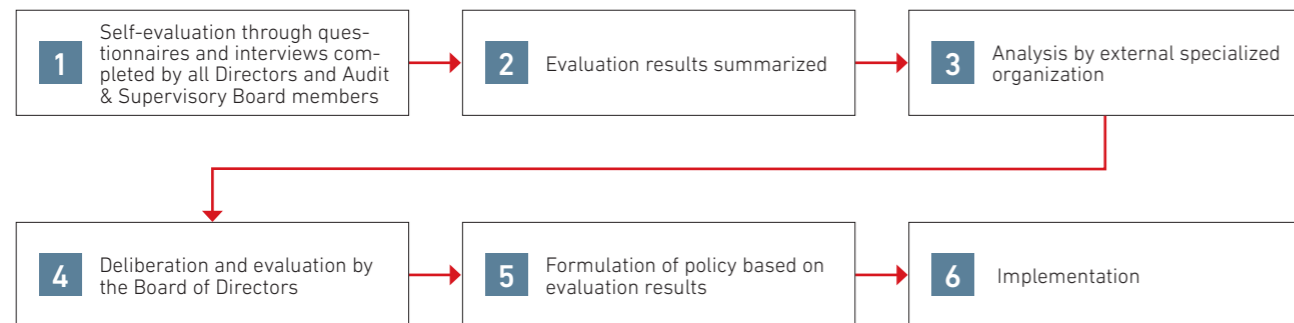 1
Self-evaluation through ques-
tionnaires and interviews com-
pleted by all Directors and Audit
& Supervisory Board members
2
Evaluation results summarized
3
Analysis by external specialized
organization
4
Deliberation and evaluation by
the Board of Directors
5
Formulation of policy based on
evaluation results
6
Implementation